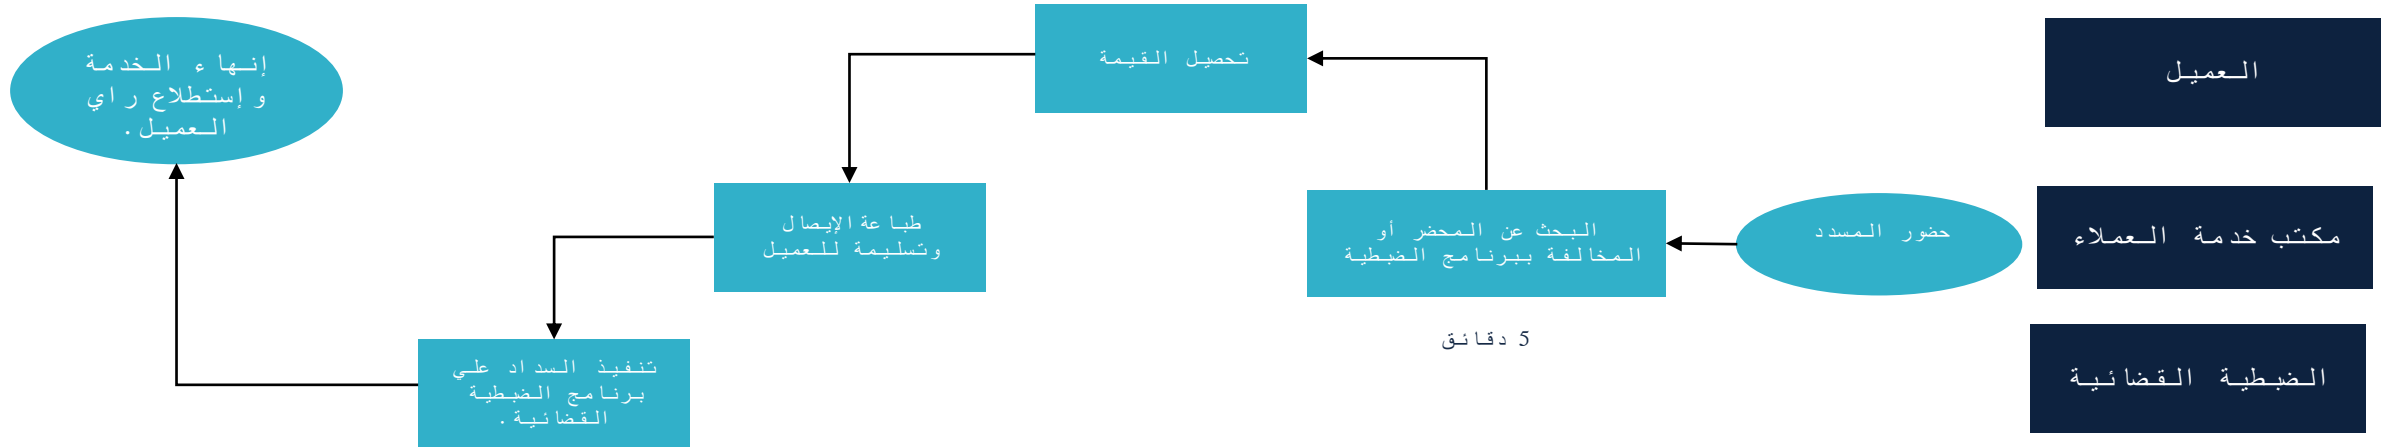 العميل
تحصيل القيمة
إنهاء الخدمة
وإستطلاع راي
العميل.
مكتب خدمة العملاء
حضور المسدد
البحث عن المحضر أو
المخالفة ببرنامج الضبطية
5 دقائق
طباعة الإيصال
وتسليمة للعميل
الضبطية القضائية
تنفيذ السداد علي
برنامج الضبطية
القضائية.